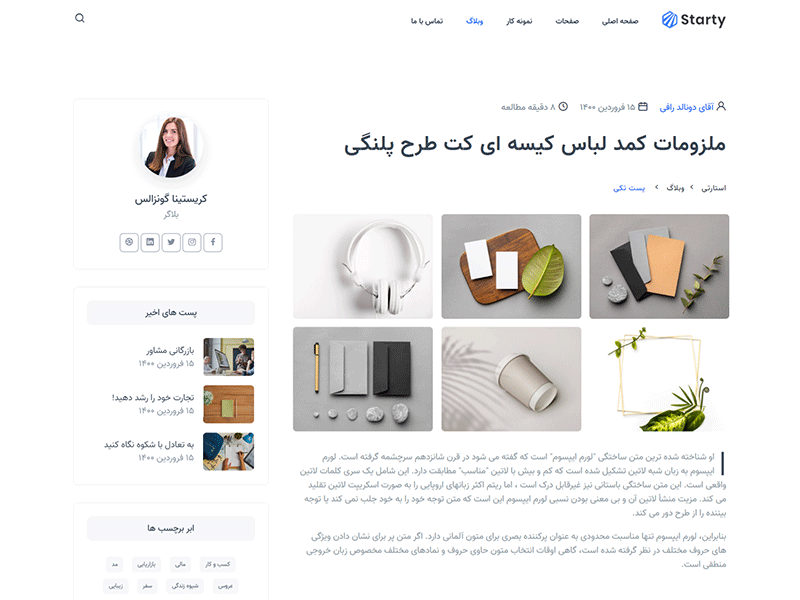 Starty
صفحه اصلی
صفحات
نمونه کار
وبلاگ
تماس با ما
آقای دونالد رافی
۱۵ فروردین ۱۴۰۰
۸ دقیقه مطالعه
ملزومات کمد لباس کیسه ای کت طرح پلنگی
استارتی > وبلاگ > پست تکی
او شناخته شده ترین متن ساختگی "لورم ایپسوم" است که گفته می شود در قرن شانزدهم سرچشمه گرفته است. لورم
ایپسوم به زبان شبه لاتین تشکیل شده است که کم و بیش با لاتین "مناسب" مطابقت دارد. این شامل یک سری کلمات لاتین
واقعی است. این متن ساختگی باستانی نیز غیرقابل درک است ، اما ریتم اکثر زبانهای اروپایی را به صورت اسکریپت لاتین تقلید
می کند. مزیت منشأ لاتین آن و بی معنی بودن نسبی لورم ایپسوم این است که متن توجه خود را به خود جلب نمی کند یا توجه
بیننده را از طرح دور می کند.
بنابراین، لورم ایپسوم تنها مناسبت محدودی به عنوان پرکننده بصری برای متون آلمانی دارد. اگر متن پر برای نشان دادن ویژگی
های حروف مختلف در نظر گرفته شده است، گاهی اوقات انتخاب متون حاوی حروف و نمادهای مختلف مخصوص زبان خروجی
منطقی است.
کریستینا گونزالس
بلاگر
پست های اخیر
بازرگانی مشاور
۱۵ فروردین ۱۴۰۰
تجارت خود را رشد دهید!
۱۵ فروردین ۱۴۰۰
به تعادل با شکوه نگاه کنید
۱۵ فروردین ۱۴۰۰
ابر برچسب ها
کسب و کار
مالی
بازاریابی
مد
عروس
شیوه زندگی
سفر
زیبایی